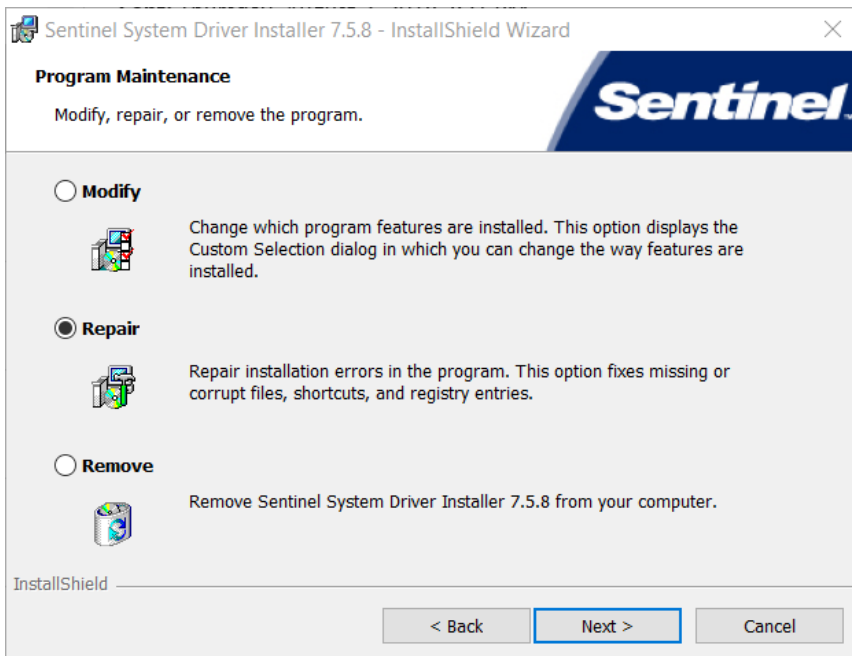 Sentinel System Driver Installer 7.5.8 - InstallShield Wizard
Program Maintenance
Modify, repair, or remove the program.
Sentinel
Modify
Change which program features are installed. This option displays the
Custom Selection dialog in which you can change the way features are
installed.
Repair
Repair installation errors in the program. This option fixes missing or
corrupt files, shortcuts, and registry entries.
Remove
Remove Sentinel System Driver Installer 7.5.8 from your computer.
InstallShield
< Back
Next >
Cancel